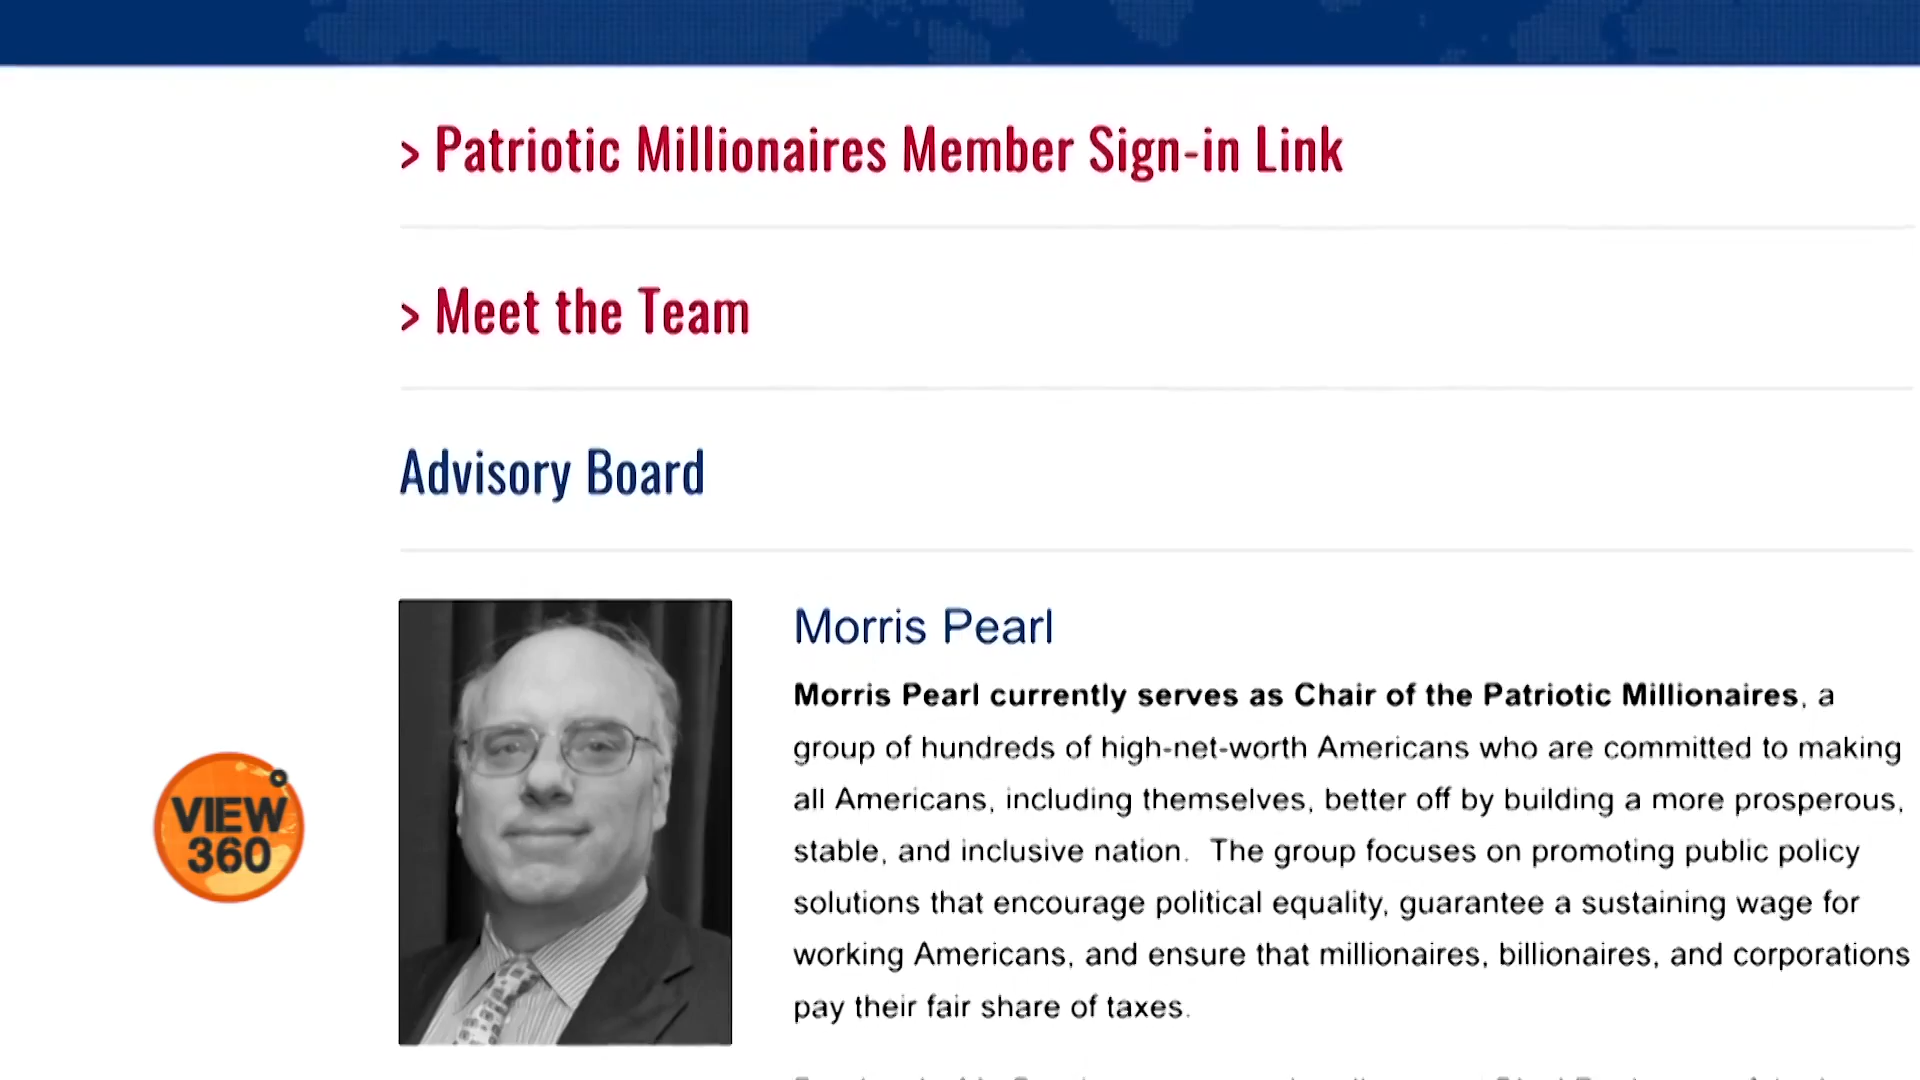 > Patriotic Millionaires Member Sign-in Link
> Meet the Team
Advisory Board
Morris Pearl
Morris Pearl currently serves as Chair of the Patriotic Millionaires, a
group of hundreds of high-net-worth Americans who are committed to making
all Americans, including themselves, better off by building a more prosperous,
stable, and inclusive nation. The group focuses on promoting public policy
solutions that encourage political equality, guarantee a sustaining wage for
working Americans, and ensure that millionaires, billionaires, and corporations
pay their fair share of taxes.
VIEW
360°